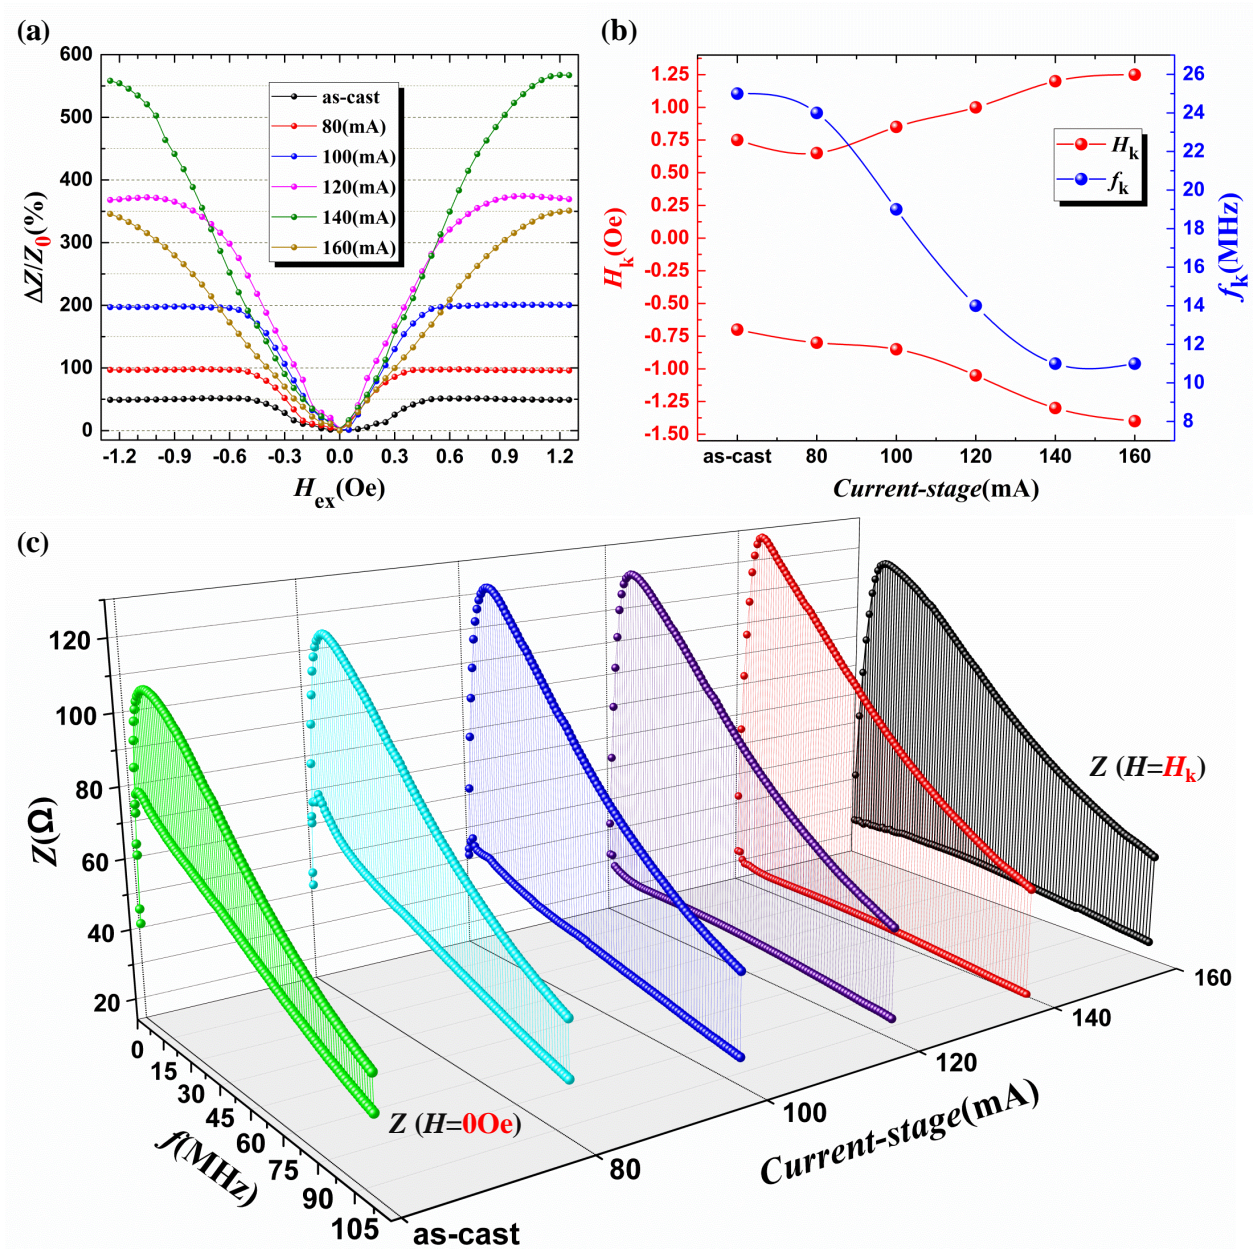 (a)
600
500
400
300
200
100
0
ΔZ/Z0(%)
as-cast
80(mA)
100(mA)
120(mA)
140(mA)
160(mA)
-1.2 -0.9 -0.6 -0.3 0.0 0.3 0.6 0.9 1.2
Hex(Oe)
(b)
1.25
1.00
0.75
0.50
0.25
0.00
-0.25
-0.50
-0.75
-1.00
-1.25
-1.50
Hk(Oe)
Hk
fk
26
24
22
20
18
16
14
12
10
8
fk(MHz)
as-cast 80 100 120 140 160
Current-stage(mA)
(c)
120
100
80
60
40
20
Z(Ω)
Z (H=Hk)
Z (H=0Oe)
0
15
30
45
60
75
90
105
f(MHz)
as-cast
80
100
120
140
160
Current-stage(mA)